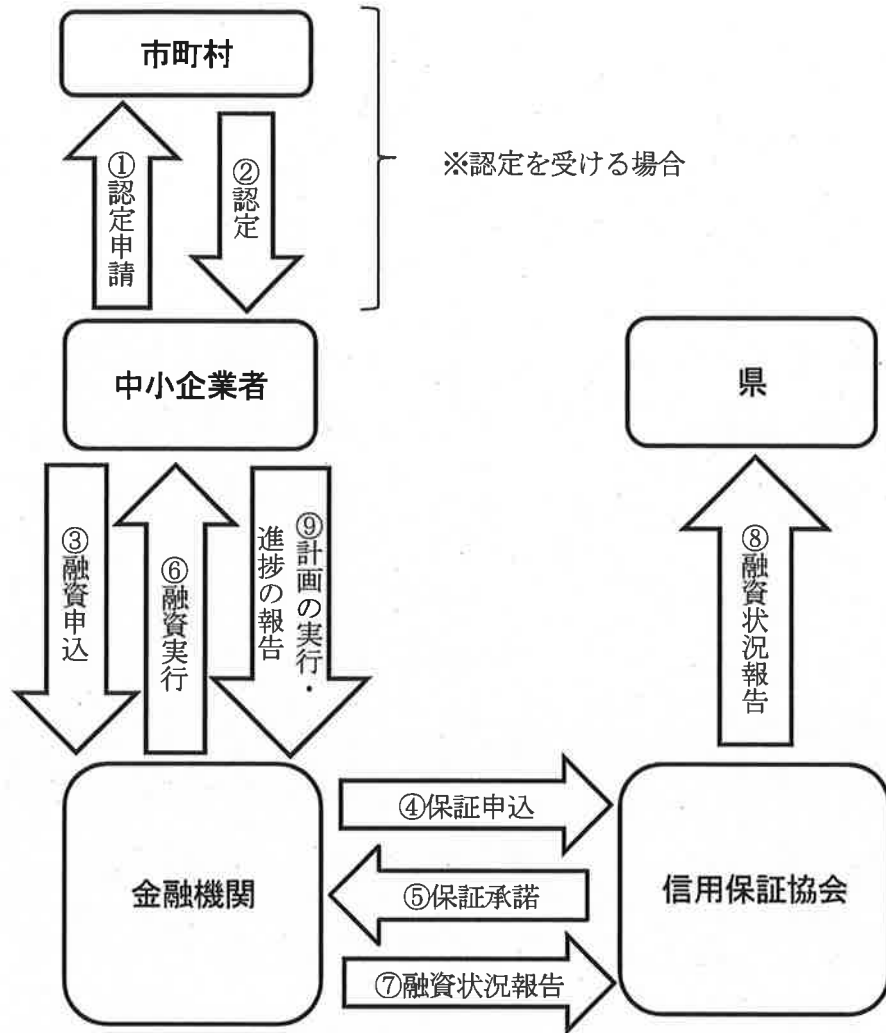 市町村
①認定申請
②認定
※認定を受ける場合
中小企業者
県
③融資申込
⑥融資実行
⑨計画の実行・
進捗の報告
⑧融資状況報告
④保証申込
金融機関
⑤保証承諾
信用保証協会
⑦融資状況報告